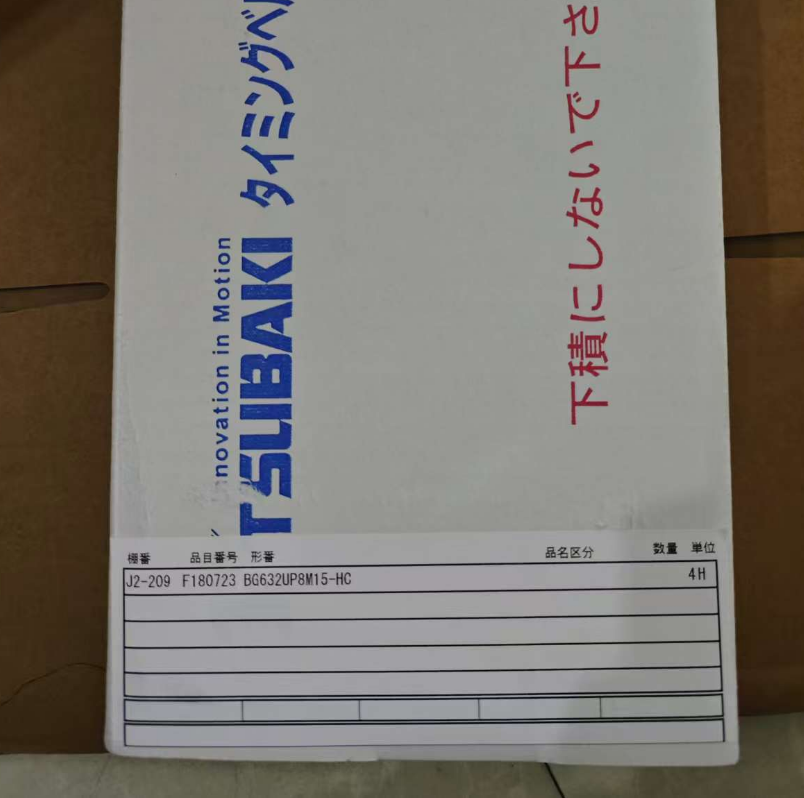 Innovation in Motion
TSUBAKI タイミングベル
下積にしないで下さ
棚番 品目番号 形番 品名区分 数量 単位
J2-209 F180723 BG632UP8M15-HC 4H